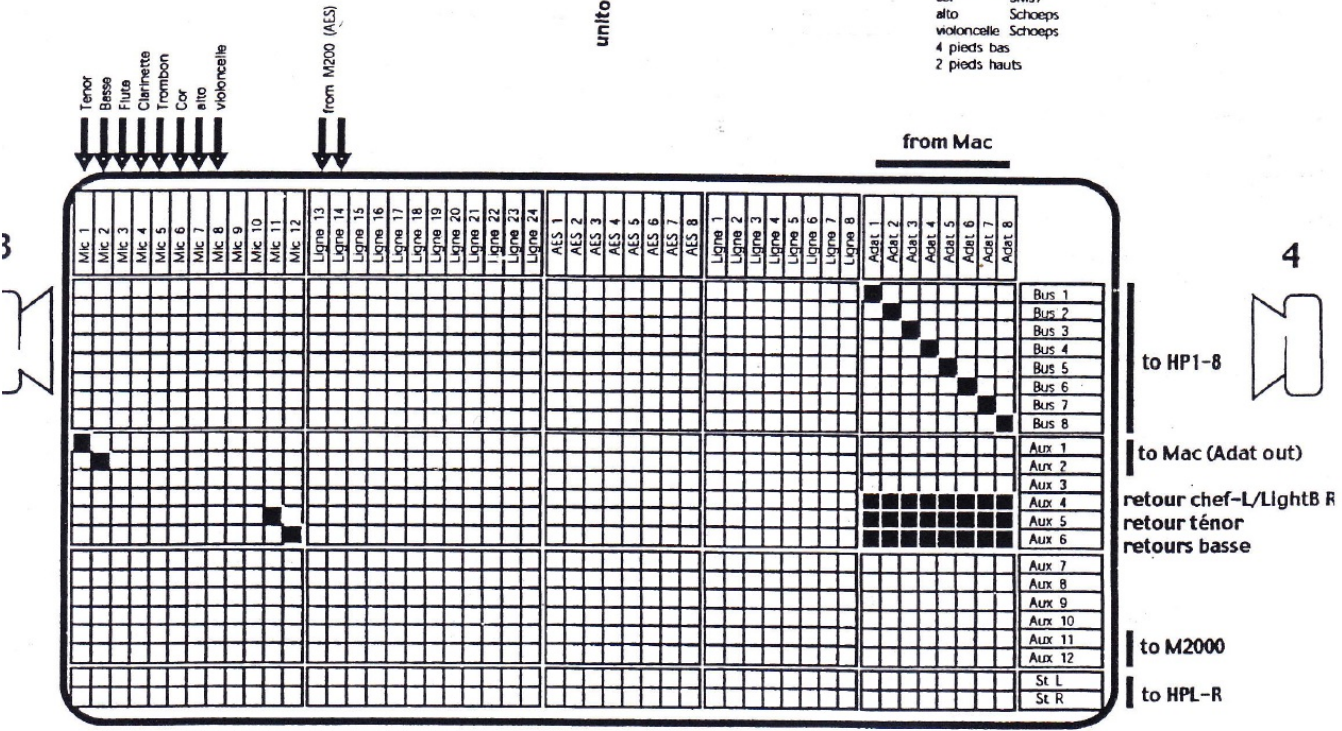 unito
alto Schoeps
violoncelle Schoeps
4 pieds bas
2 pieds hauts
Tenor
Basse
Flute
Clarinette
Trombon
Cor
alto
violoncelle
from M200 (AES)
from Mac
Mic 1
Mic 2
Mic 3
Mic 4
Mic 5
Mic 6
Mic 7
Mic 8
Mic 9
Mic 10
Mic 11
Mic 12
Ligne 13
Ligne 14
Ligne 15
Ligne 16
Ligne 17
Ligne 18
Ligne 19
Ligne 20
Ligne 21
Ligne 22
Ligne 23
Ligne 24
AES 1
AES 2
AES 3
AES 4
AES 5
AES 6
AES 7
AES 8
Ligne 1
Ligne 2
Ligne 3
Ligne 4
Ligne 5
Ligne 6
Ligne 7
Ligne 8
Adat 1
Adat 2
Adat 3
Adat 4
Adat 5
Adat 6
Adat 7
Adat 8
3
4
Bus 1
Bus 2
Bus 3
Bus 4
Bus 5
Bus 6
Bus 7
Bus 8
to HP1-8
Aux 1
Aux 2
to Mac (Adat out)
Aux 3
Aux 4 retour chef-L/LightB R
Aux 5 retour ténor
Aux 6 retours basse
Aux 7
Aux 8
Aux 9
Aux 10
Aux 11
Aux 12
to M2000
St L
St R
to HPL-R